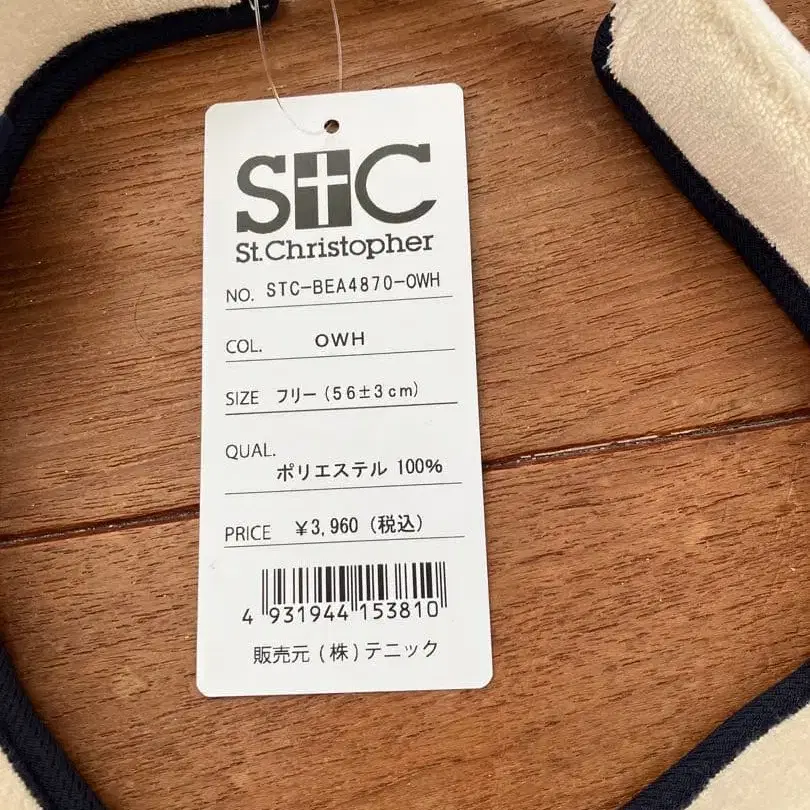 STC
St.Christopher
NO. STC-BEA4870-OWH
COL. OWH
SIZE フリー(56±3cm)
QUAL.
ポリエステル 100%
PRICE ¥3,960(税込)
4 931944 153810
販売元(株)テニック